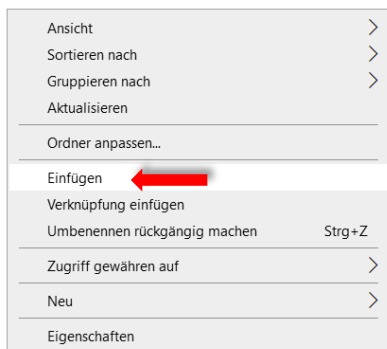 Ansicht
Sortieren nach
Gruppieren nach
Aktualisieren
Ordner anpassen...
Einfügen
Verknüpfung einfügen
Umbenennen rückgängig machen Strg+Z
Zugriff gewähren auf
Neu
Eigenschaften